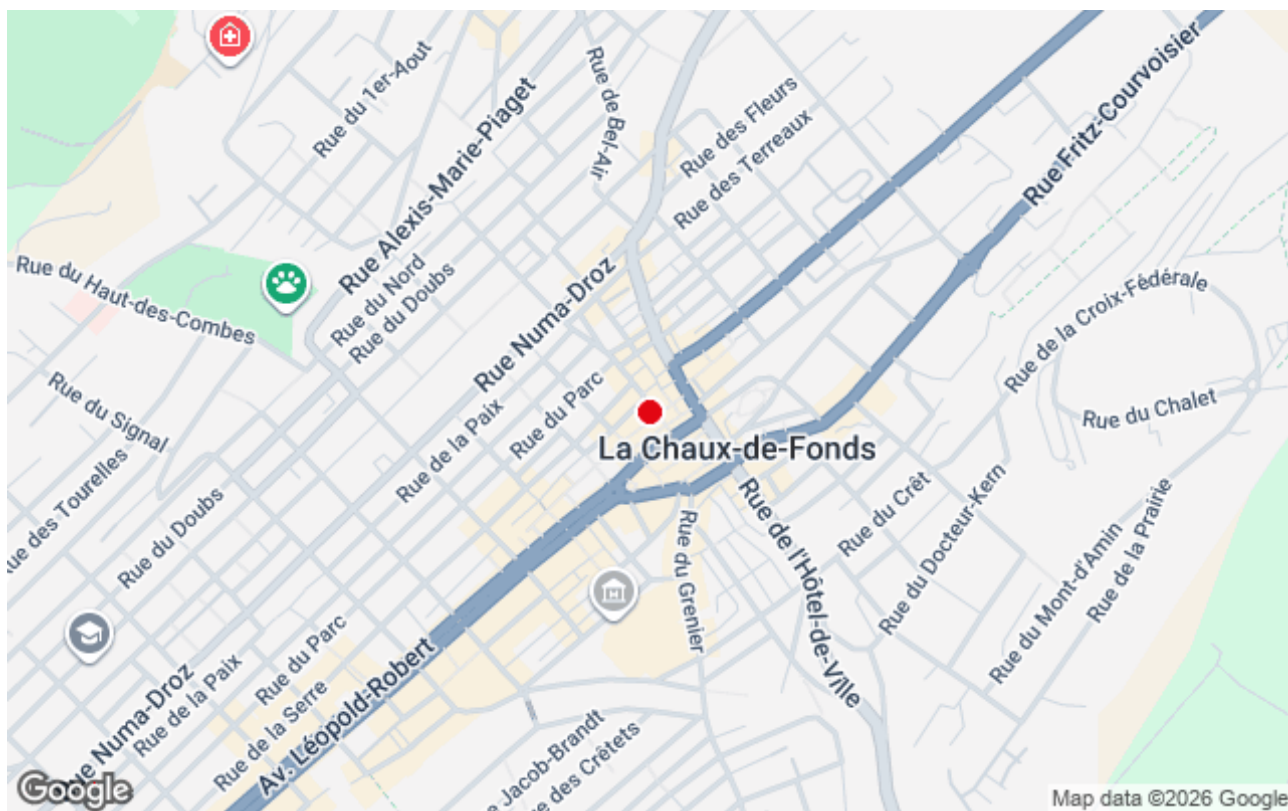 Rue du 1er-Aout
Rue Alexis-Marie-Piaget
Rue de Bel-Air
Rue des Fleurs
Rue des Terreaux
Rue Fritz-Courvoisier
Rue du Haut-des-Combes
Rue du Nord
Rue du Doubs
Rue Numa-Droz
Rue de la Croix-Fédérale
Rue du Chalet
Rue du Signal
Rue du Parc
Rue de la Paix
La Chaux-de-Fonds
ue des Tourelles
Rue du Doubs
Rue du Grenier
Rue de l'Hôtel-de-Ville
Rue du Crêt
Rue du Docteur-Kern
Rue du Mont-d'Amin
Rue de la Prairie
Rue du Parc
Rue de la Serre
Av. Léopold-Robert
Rue de la Paix
ue Numa-Droz
e Jacob-Brandt
e des Crêtets
Google
Map data ©2026 Google